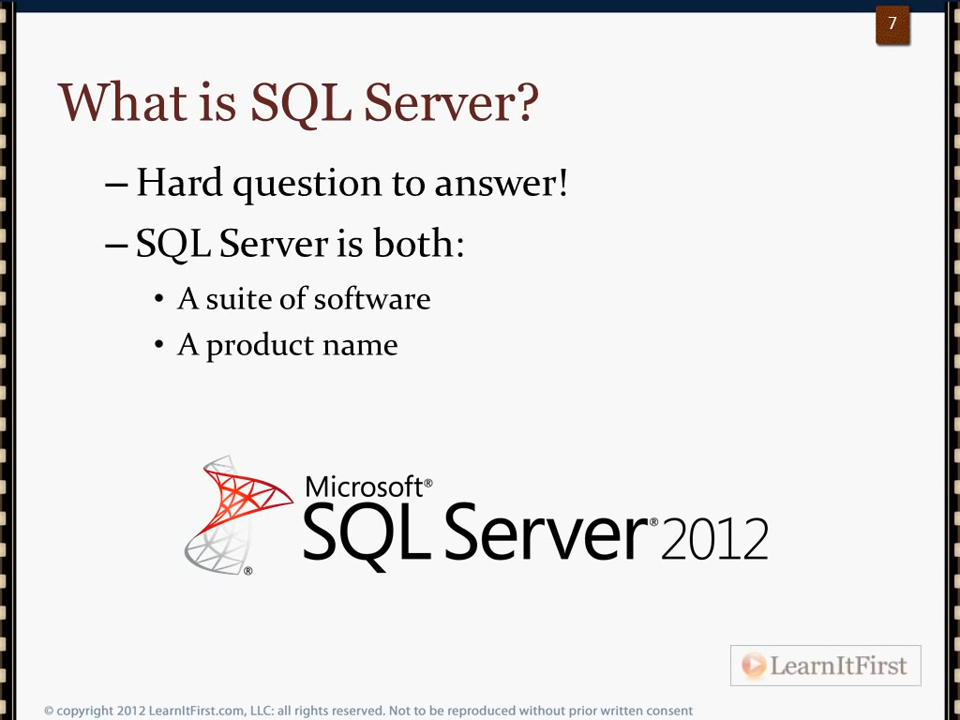 7
What is SQL Server?
– Hard question to answer!
– SQL Server is both:
• A suite of software
• A product name
Microsoft®
SQL Server® 2012
®
LearnItFirst
© copyright 2012 LearnItFirst.com, LLC: all rights reserved. Not to be reproduced without prior written consent